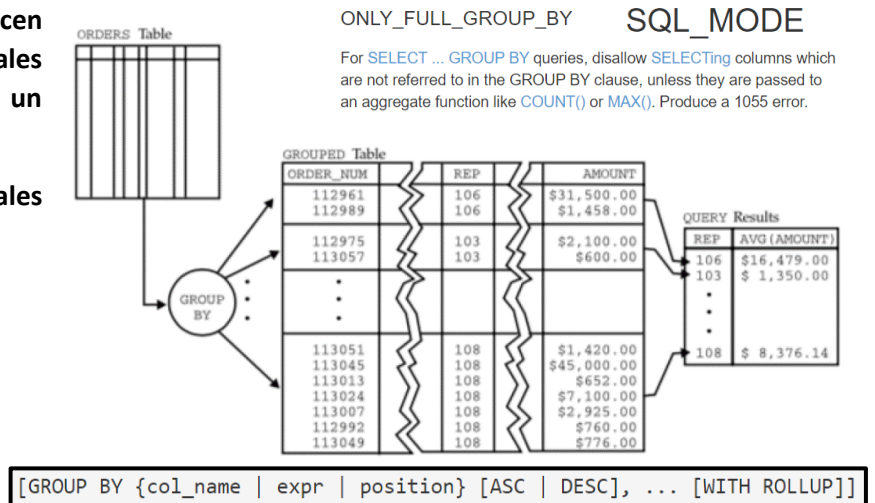 cen
ales
un
ales
ONLY_FULL_GROUP_BY
SQL_MODE
For SELECT ... GROUP BY queries, disallow SELECTing columns which
are not referred to in the GROUP BY clause, unless they are passed to
an aggregate function like COUNT() or MAX(). Produce a 1055 error.
ORDERS Table
GROUP
BY
GROUPED Table
ORDER_NUM REP AMOUNT
112961 106 $31,500.00
112989 106 $1,458.00
112975 103 $2,100.00
113057 103 $600.00
113051 108 $1,420.00
113045 108 $45,000.00
113013 108 $652.00
113024 108 $7,100.00
113007 108 $2,925.00
112992 108 $760.00
113049 108 $776.00
QUERY Results
REP AVG(AMOUNT)
106 $16,479.00
103 $ 1,350.00
108 $ 8,376.14
[GROUP BY {col_name | expr | position} [ASC | DESC], ... [WITH ROLLUP]]